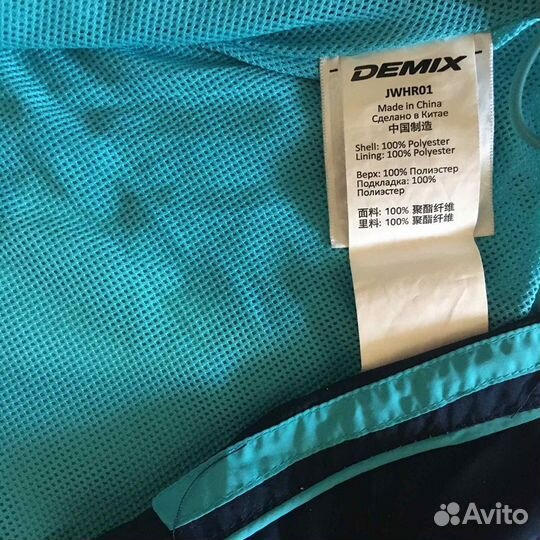 DEMIX
JWHR01
Made in China
Сделано в Китае
中国制造
Shell: 100% Polyester
Lining: 100% Polyester
Верх: 100% Полиэстер
Подкладка: 100%
Полиэстер
面料: 100% 聚酯纤维
里料: 100% 聚酯纤维
Avito